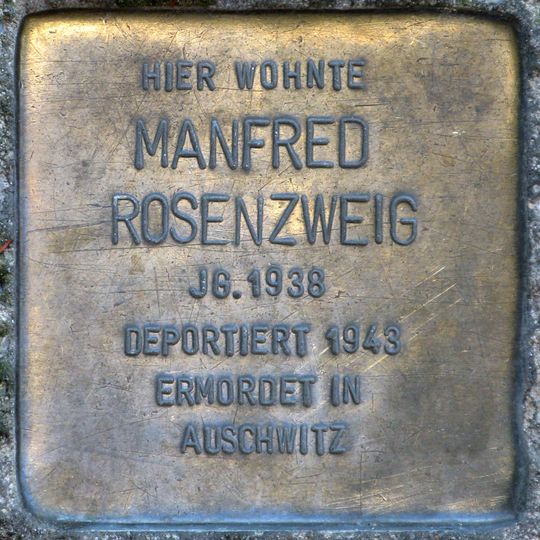 HIER WOHNTE
MANFRED
ROSENZWEIG
JG.1938
DEPORTIERT 1943
ERMORDET IN
AUSCHWITZ